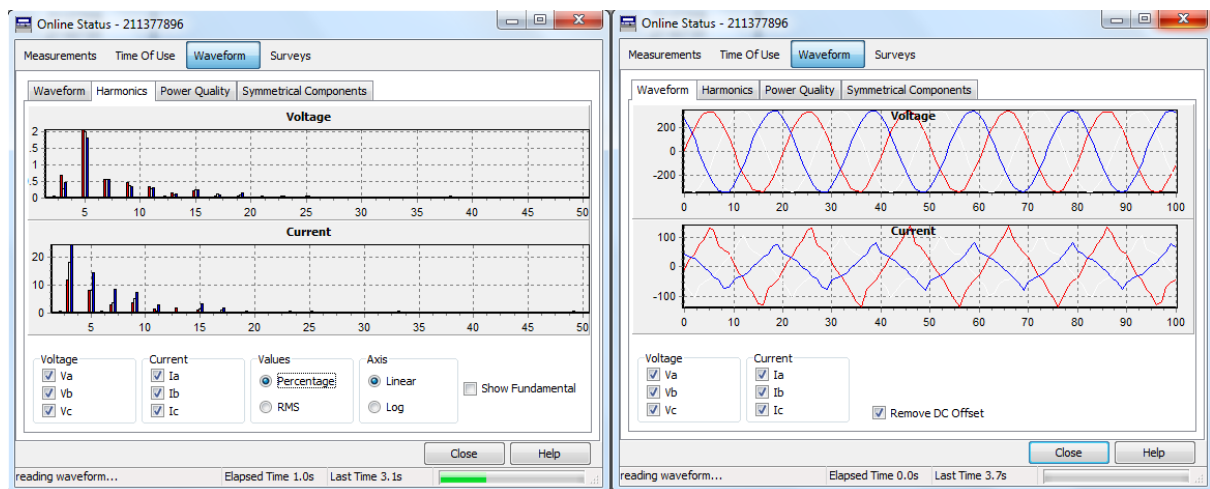 Online Status - 211377896
Measurements Time Of Use Waveform Surveys
Waveform Harmonics Power Quality Symmetrical Components
Voltage
2
.5
1
.5
0
5 10 15 20 25 30 35 40 45 50
Current
20
10
0
5 10 15 20 25 30 35 40 45 50
Voltage Current Values Axis
Va Ia Percentage Linear Show Fundamental
Vb Ib
Vc Ic RMS Log
Close Help
reading waveform... Elapsed Time 1.0s Last Time 3.1s
Online Status - 211377896
Measurements Time Of Use Waveform Surveys
Waveform Harmonics Power Quality Symmetrical Components
Voltage
200
0
-200
0 10 20 30 40 50 60 70 80 90 100
Current
100
0
-100
0 10 20 30 40 50 60 70 80 90 100
Voltage Current
Va Ia
Vb Ib
Vc Ic Remove DC Offset
Close Help
reading waveform... Elapsed Time 0.0s Last Time 3.7s